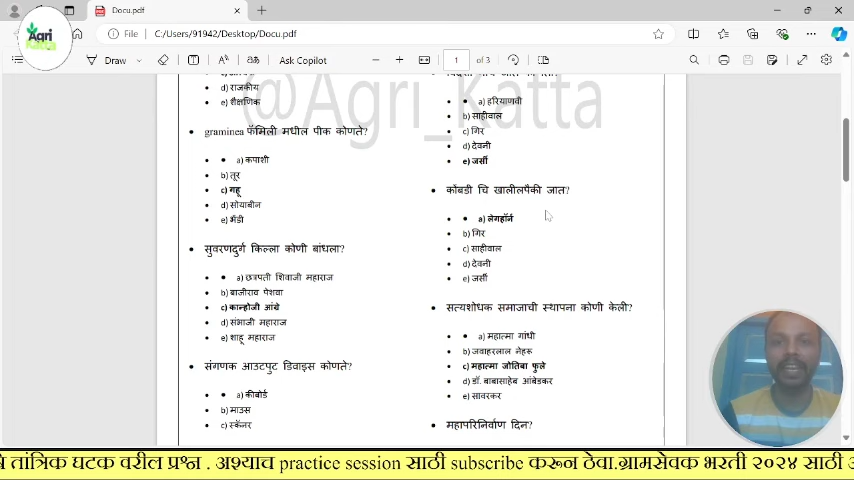 Docu.pdf
File
C:/Users/91942/Desktop/Docu.pdf
Agri
Katta
Draw
Ask Copilot
1
of 3
@Agri_Katta
d) राजकीय
e) शैक्षणिक
graminea फॅमिली मधील पीक कोणते?
a) कपाशी
b) तूर
c) गहू
d) सोयाबीन
e) भेंडी
सुवरणदुर्ग किल्ला कोणी बांधला?
a) छत्रपती शिवाजी महाराज
b) बाजीराव पेशवा
c) कान्होजी आंग्रे
d) संभाजी महाराज
e) शाहू महाराज
संगणक आउटपुट डिवाइस कोणते?
a) कीबोर्ड
b) माउस
c) स्कॅनर
a) हरियाणवी
b) साहीवाल
c) गिर
d) देवनी
e) जर्सी
कोंबडी चि खालीलपैकी जात?
a) लेगहॉर्न
b) गिर
c) साहीवाल
d) देवनी
e) जर्सी
सत्यशोधक समाजाची स्थापना कोणी केली?
a) महात्मा गांधी
b) जवाहरलाल नेहरू
c) महात्मा जोतिबा फुले
d) डॉ. बाबासाहेब आंबेडकर
e) सावरकर
महापरिनिर्वाण दिन?
तांत्रिक घटक वरील प्रश्न . अश्याच practice session साठी subscribe करून ठेवा.ग्रामसेवक भरती २०२४ साठी